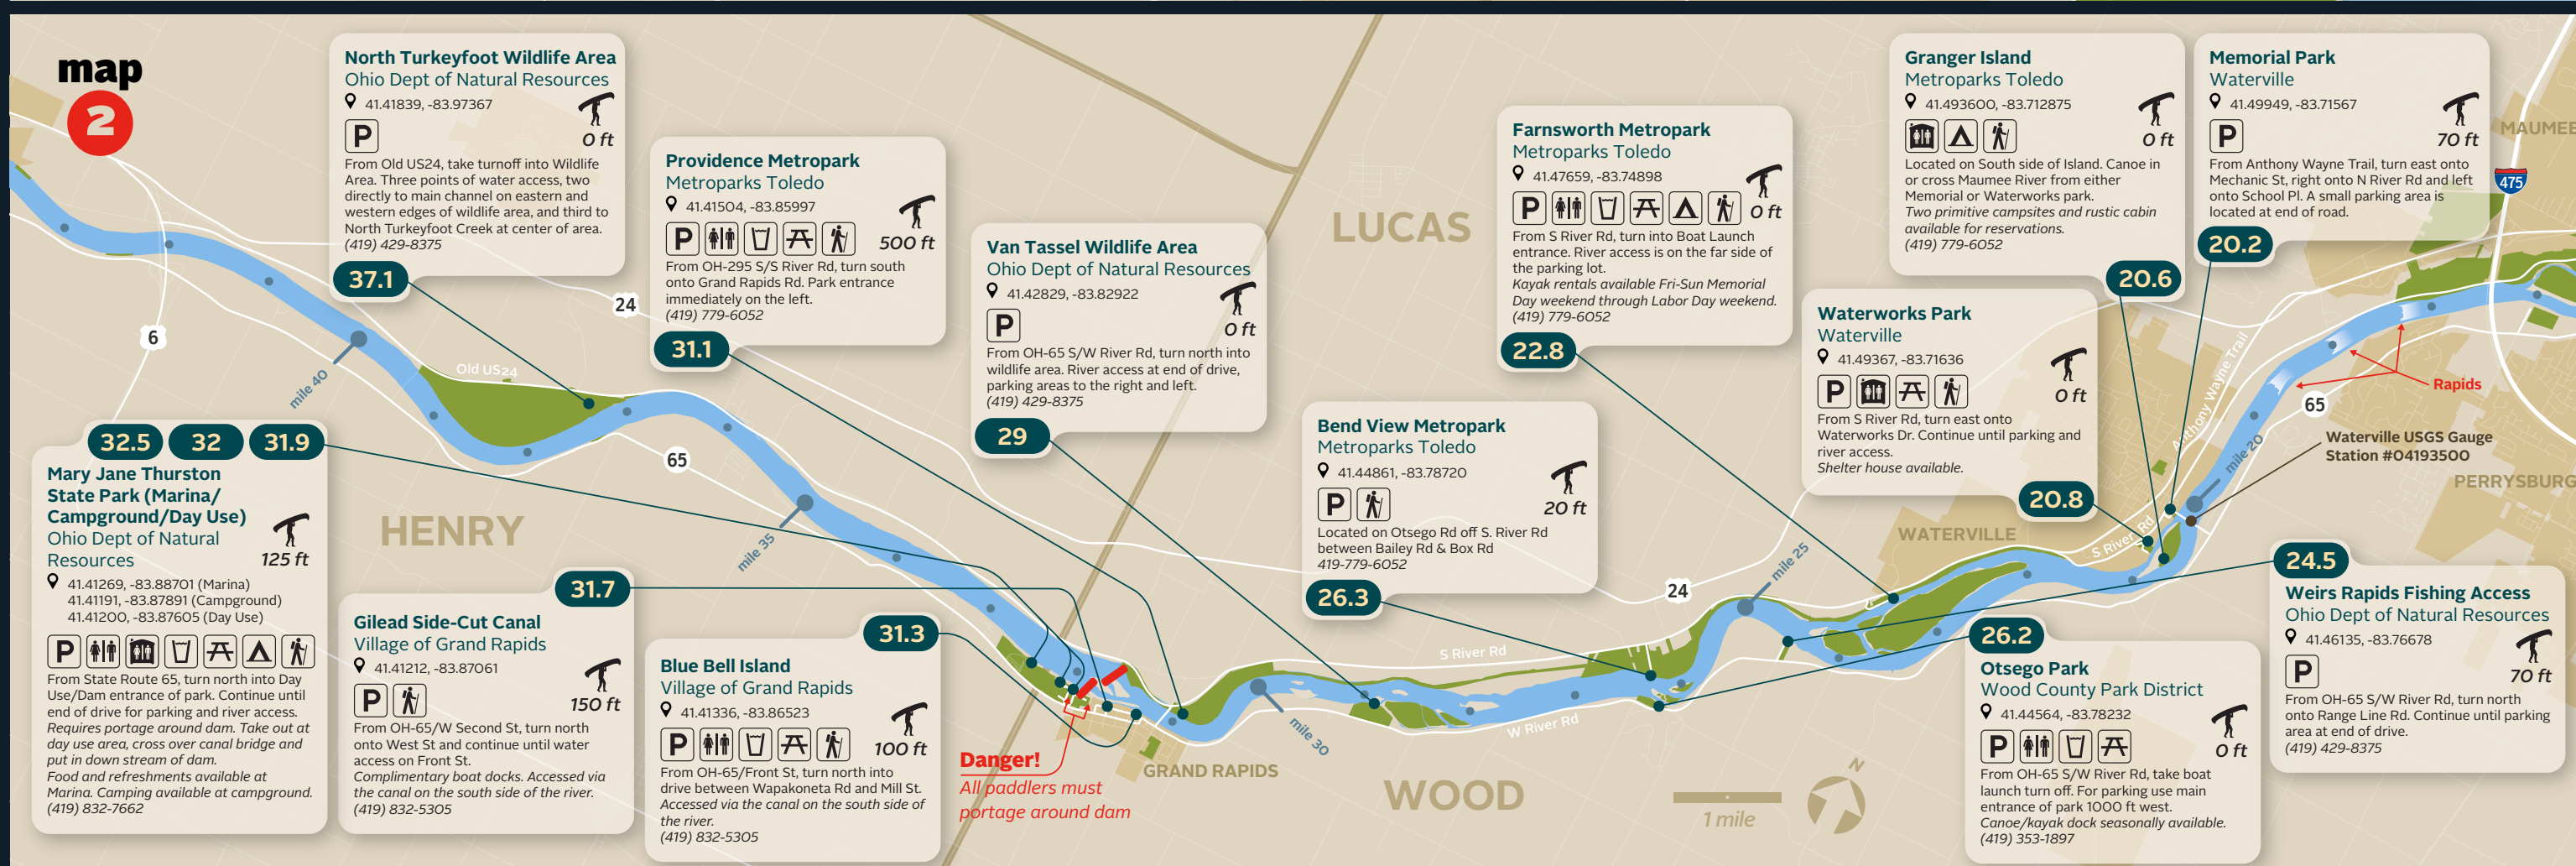 map
2
North Turkeyfoot Wildlife Area
Ohio Dept of Natural Resources
41.41839, -83.97367
P
0 ft
From Old US24, take turnoff into Wildlife
Area. Three points of water access, two
directly to main channel on eastern and
western edges of wildlife area, and third to
North Turkeyfoot Creek at center of area.
(419) 429-8375
37.1
Providence Metropark
Metroparks Toledo
41.41504, -83.85997
P
500 ft
From OH-295 S/S River Rd, turn south
onto Grand Rapids Rd. Park entrance
immediately on the left.
(419) 779-6052
31.1
Van Tassel Wildlife Area
Ohio Dept of Natural Resources
41.42829, -83.82922
P
0 ft
From OH-65 S/W River Rd, turn north into
wildlife area. River access at end of drive,
parking areas to the right and left.
(419) 429-8375
29
Farnsworth Metropark
Metroparks Toledo
41.47659, -83.74898
P
0 ft
From S River Rd, turn into Boat Launch
entrance. River access is on the far side of
the parking lot.
Kayak rentals available Fri-Sun Memorial
Day weekend through Labor Day weekend.
(419) 779-6052
22.8
Granger Island
Metroparks Toledo
41.493600, -83.712875
0 ft
Located on South side of Island. Canoe in
or cross Maumee River from either
Memorial or Waterworks park.
Two primitive campsites and rustic cabin
available for reservations.
(419) 779-6052
20.6
Memorial Park
Waterville
41.49949, -83.71567
P
70 ft
From Anthony Wayne Trail, turn east onto
Mechanic St, right onto N River Rd and left
onto School Pl. A small parking area is
located at end of road.
20.2
Waterworks Park
Waterville
41.49367, -83.71636
P
0 ft
From S River Rd, turn east onto
Waterworks Dr. Continue until parking and
river access.
Shelter house available.
20.8
Bend View Metropark
Metroparks Toledo
41.44861, -83.78720
P
20 ft
Located on Otsego Rd off S. River Rd
between Bailey Rd & Box Rd
419-779-6052
26.3
32.5
32
31.9
Mary Jane Thurston
State Park (Marina/
Campground/Day Use)
Ohio Dept of Natural
Resources
125 ft
41.41269, -83.88701 (Marina)
41.41191, -83.87891 (Campground)
41.41200, -83.87605 (Day Use)
P
From State Route 65, turn north into Day
Use/Dam entrance of park. Continue until
end of drive for parking and river access.
Requires portage around dam. Take out at
day use area, cross over canal bridge and
put in down stream of dam.
Food and refreshments available at
Marina. Camping available at campground.
(419) 832-7662
31.7
Gilead Side-Cut Canal
Village of Grand Rapids
41.41212, -83.87061
P
150 ft
From OH-65/W Second St, turn north
onto West St and continue until water
access on Front St.
Complimentary boat docks. Accessed via
the canal on the south side of the river.
(419) 832-5305
31.3
Blue Bell Island
Village of Grand Rapids
41.41336, -83.86523
P
100 ft
From OH-65/Front St, turn north into
drive between Wapakoneta Rd and Mill St.
Accessed via the canal on the south side of
the river.
(419) 832-5305
26.2
Otsego Park
Wood County Park District
41.44564, -83.78232
P
0 ft
From OH-65 S/W River Rd, take boat
launch turn off. For parking use main
entrance of park 1000 ft west.
Canoe/kayak dock seasonally available.
(419) 353-1897
24.5
Weirs Rapids Fishing Access
Ohio Dept of Natural Resources
41.46135, -83.76678
P
70 ft
From OH-65 S/W River Rd, turn north
onto Range Line Rd. Continue until parking
area at end of drive.
(419) 429-8375
Danger!
All paddlers must
portage around dam
Rapids
Waterville USGS Gauge
Station #04193500
LUCAS
HENRY
WOOD
GRAND RAPIDS
WATERVILLE
PERRYSBURG
MAUMEE
475
6
24
65
24
65
Old US24
S River Rd
W River Rd
S River Rd
Anthony Wayne Trail
mile 40
mile 35
mile 30
mile 25
mile 20
1 mile
N